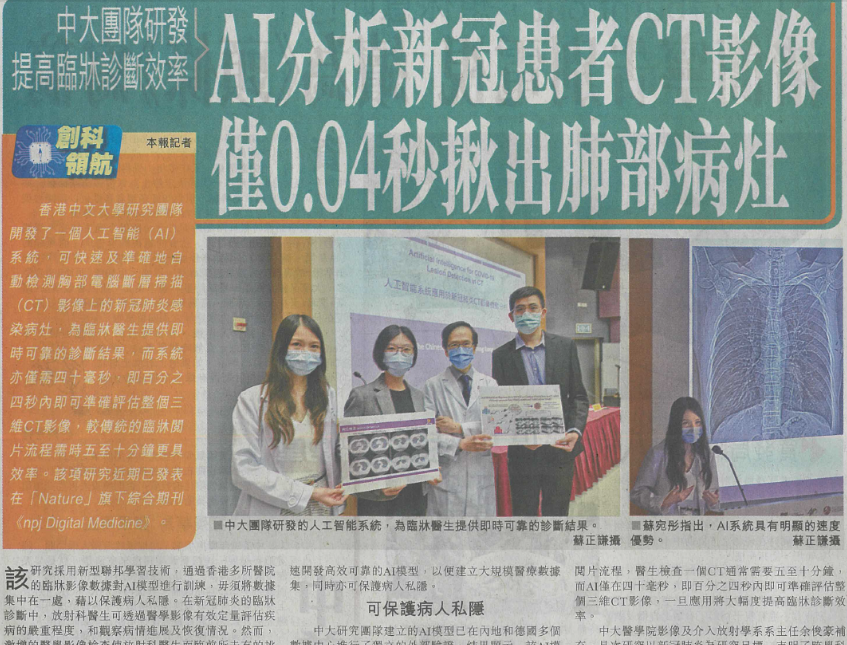 中大團隊研發
提高臨牀診斷效率
AI分析新冠患者CT影像
僅0.04秒揪出肺部病灶
創科
領航
本報記者
香港中文大學研究團隊
開發了一個人工智能（AI）
系統，可快速及準確地自
動檢測胸部電腦斷層掃描
（CT）影像上的新冠肺炎感
染病灶，為臨牀醫生提供即
時可靠的診斷結果，而系統
亦僅需四十毫秒，即百分之
四秒內即可準確評估整個三
維CT影像，較傳統的臨牀閱
片流程需時五至十分鐘更具
效率。該項研究近期已發表
在「Nature」旗下綜合期刊
《npj Digital Medicine》。
Artificial Intelligence for COVID-19
Lesion Detection in CT
■中大團隊研發的人工智能系統，為臨牀醫生提供即時可靠的診斷結果。
蘇正謙攝
■蘇宛彤指出，AI系統具有明顯的速度
優勢。
蘇正謙攝
該研究採用新型聯邦學習技術，通過香港多所醫院
的臨牀影像數據對AI模型進行訓練，毋須將數據
集中在一處，藉以保護病人私隱。在新冠肺炎的臨牀
診斷中，放射科醫生可透過醫學影像有效定量評估疾
病的嚴重程度，和觀察病情進展及恢復情況。然而，
速開發高效可靠的AI模型，以便建立大規模醫療數據
集，同時亦可保護病人私隱。
可保護病人私隱
中大研究團隊建立的AI模型已在內地和德國多個
閱片流程，醫生檢查一個CT通常需要五至十分鐘，
而AI僅在四十毫秒，即百分之四秒內即可準確評估整
個三維CT影像，一旦應用將大幅度提高臨牀診斷效
率。
中大醫學院影像及介入放射學系系主任余俊豪補